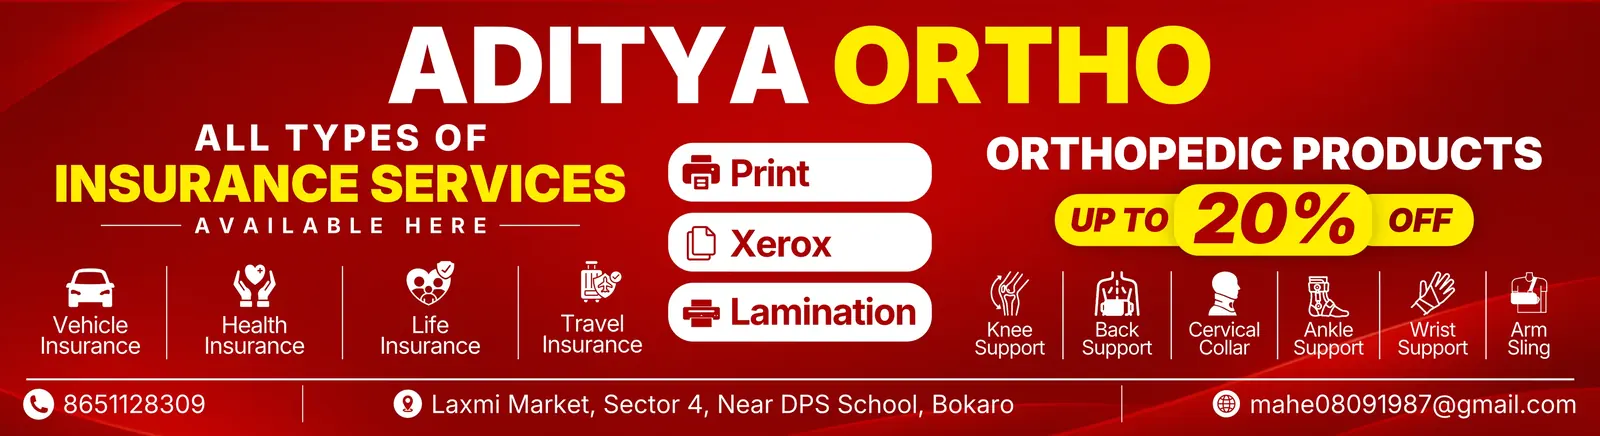 ADITYA ORTHO
ALL TYPES OF
INSURANCE SERVICES
AVAILABLE HERE
Vehicle
Insurance
Health
Insurance
Life
Insurance
Travel
Insurance
Print
Xerox
Lamination
ORTHOPEDIC PRODUCTS
UP TO 20% OFF
Knee
Support
Back
Support
Cervical
Collar
Ankle
Support
Wrist
Support
Arm
Sling
8651128309
Laxmi Market, Sector 4, Near DPS School, Bokaro
mahe08091987@gmail.com